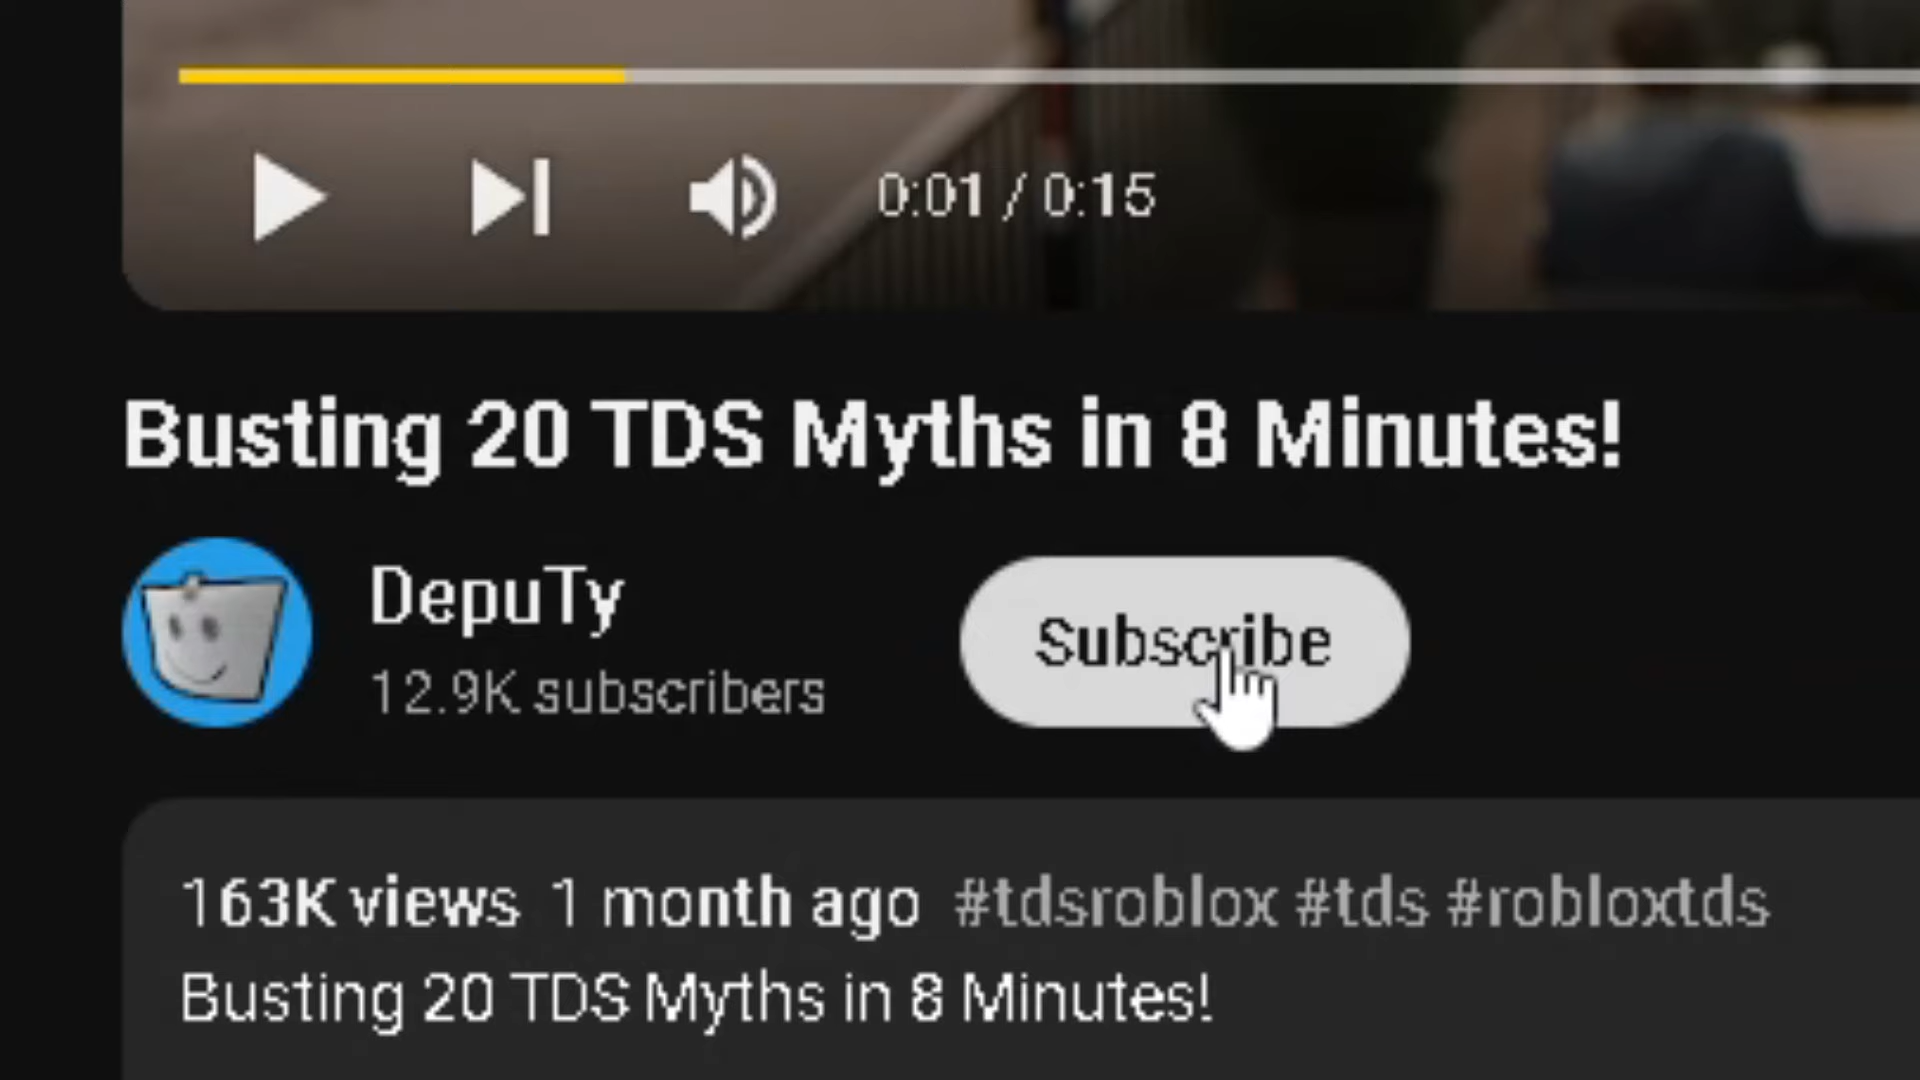 0:01 / 0:15
Busting 20 TDS Myths in 8 Minutes!
DepuTy
12.9K subscribers
Subscribe
163K views 1 month ago #tdsroblox #tds #robloxtds
Busting 20 TDS Myths in 8 Minutes!